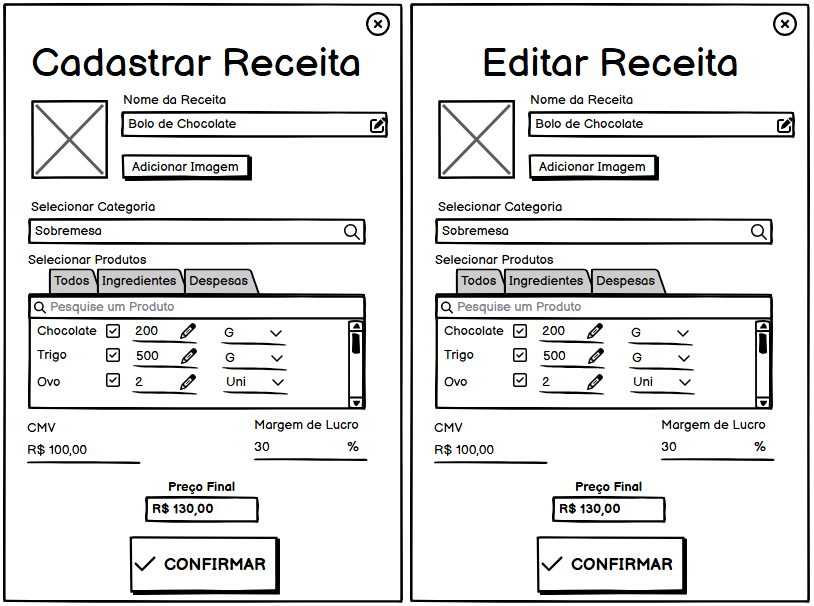 Cadastrar Receita
Nome da Receita
Bolo de Chocolate
Adicionar Imagem
Selecionar Categoria
Sobremesa
Selecionar Produtos
Todos Ingredientes Despesas
Pesquise um Produto
Chocolate 200 G
Trigo 500 G
Ovo 2 Uni
CMV Margem de Lucro
R$ 100,00 30 %
Preço Final
R$ 130,00
CONFIRMAR
Editar Receita
Nome da Receita
Bolo de Chocolate
Adicionar Imagem
Selecionar Categoria
Sobremesa
Selecionar Produtos
Todos Ingredientes Despesas
Pesquise um Produto
Chocolate 200 G
Trigo 500 G
Ovo 2 Uni
CMV Margem de Lucro
R$ 100,00 30 %
Preço Final
R$ 130,00
CONFIRMAR